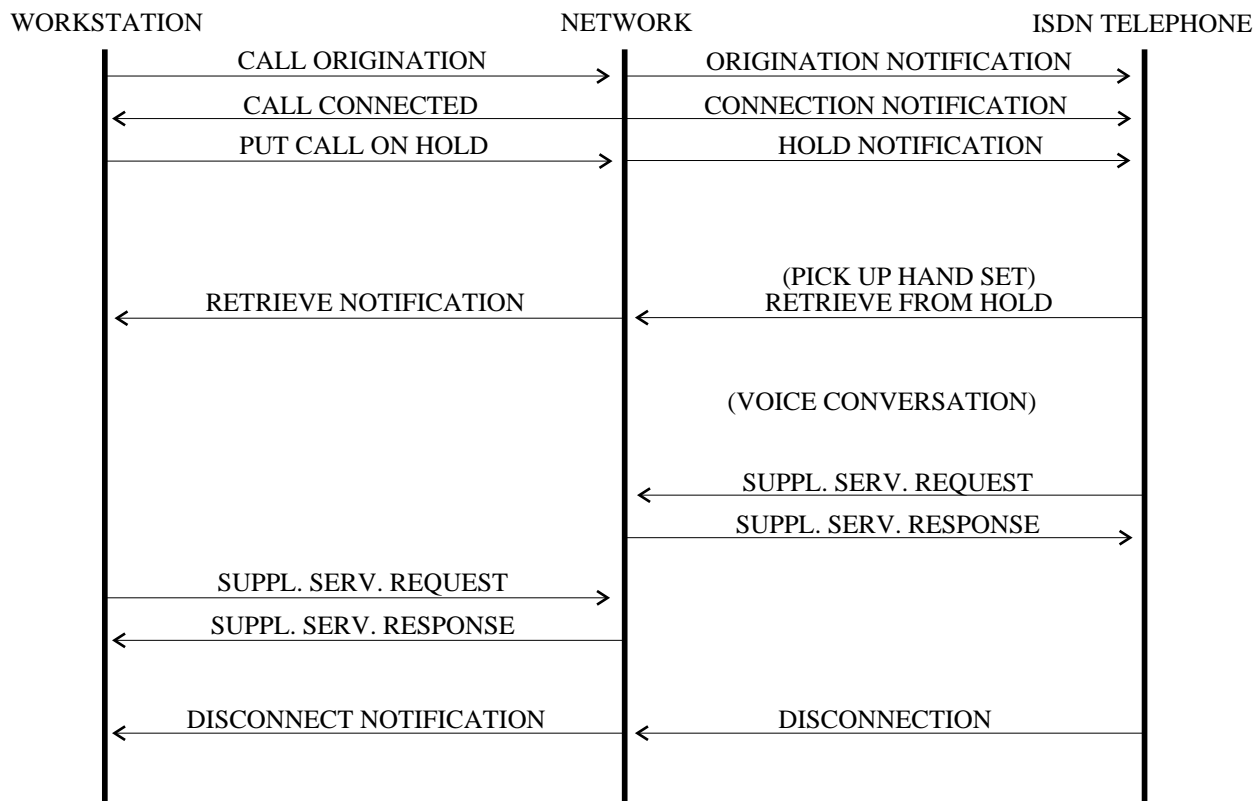 WORKSTATION
NETWORK
ISDN TELEPHONE
CALL ORIGINATION
ORIGINATION NOTIFICATION
CALL CONNECTED
CONNECTION NOTIFICATION
PUT CALL ON HOLD
HOLD NOTIFICATION
(PICK UP HAND SET)
RETRIEVE NOTIFICATION
RETRIEVE FROM HOLD
(VOICE CONVERSATION)
SUPPL. SERV. REQUEST
SUPPL. SERV. RESPONSE
SUPPL. SERV. REQUEST
SUPPL. SERV. RESPONSE
DISCONNECT NOTIFICATION
DISCONNECTION